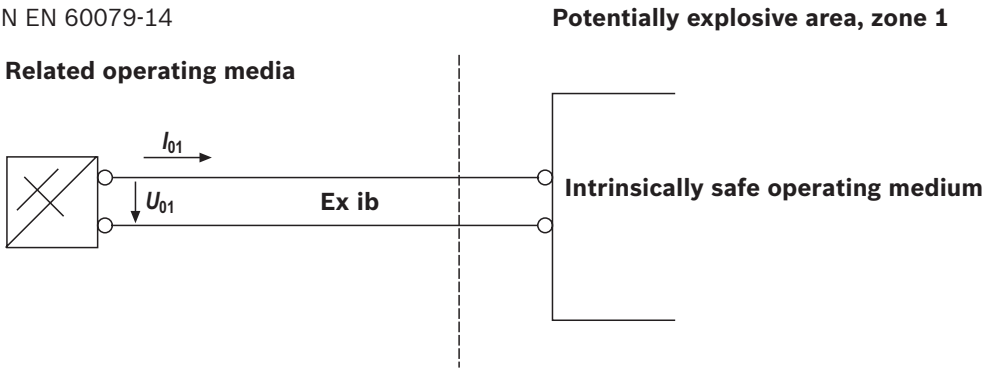 N EN 60079-14
Potentially explosive area, zone 1
Related operating media
I01
U01
Ex ib
Intrinsically safe operating medium